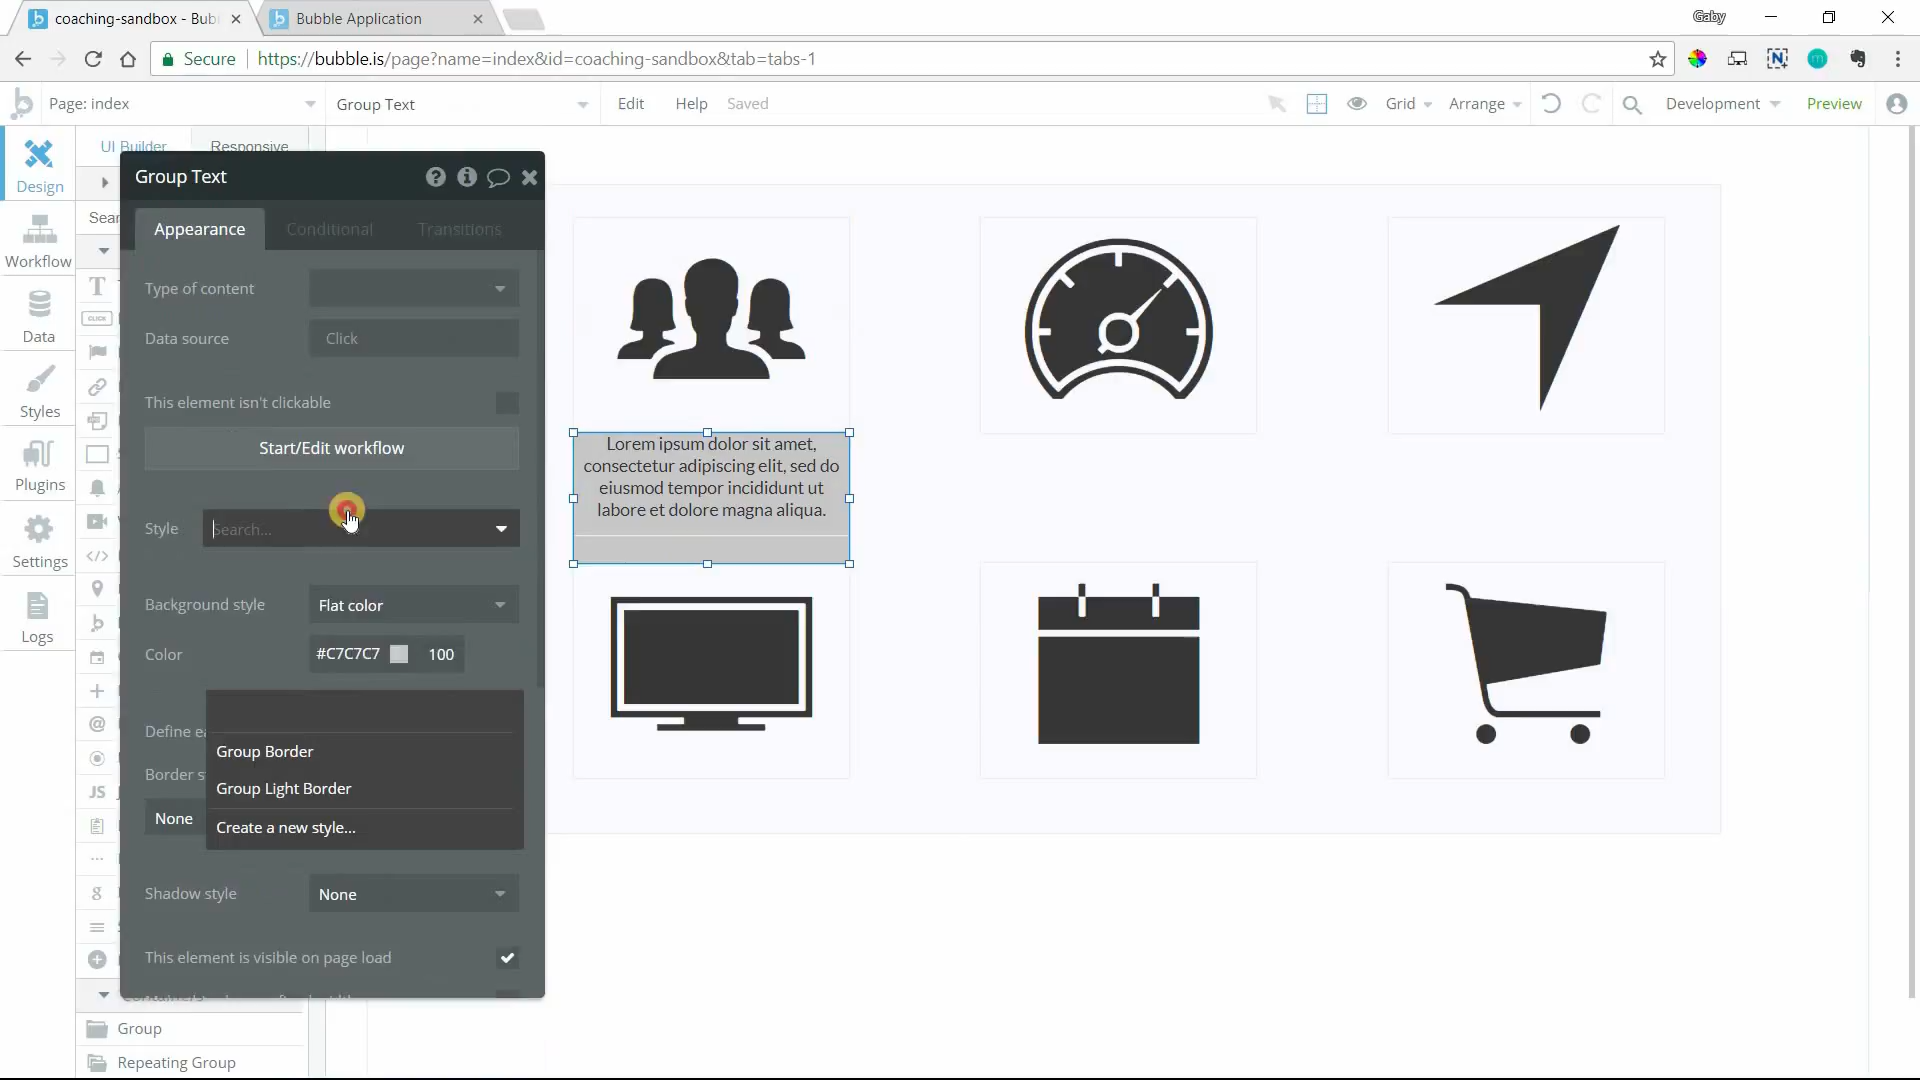 coaching-sandbox - Bub
Bubble Application
Gaby
Secure
https://bubble.is/page?name=index&id=coaching-sandbox&tab=tabs-1
Page: index
Group Text
Edit
Help
Saved
Grid
Arrange
Development
Preview
UI Builder
Responsive
Design
Workflow
Data
Styles
Plugins
Settings
Logs
Sear
CLICK
JS
Group Text
Appearance
Conditional
Transitions
Type of content
Data source
Click
This element isn't clickable
Start/Edit workflow
Style
Search...
Background style
Flat color
Color
#C7C7C7
100
Define ea
Group Border
Border s
Group Light Border
None
Create a new style...
Shadow style
None
This element is visible on page load
Group
Repeating Group
Lorem ipsum dolor sit amet,
consectetur adipiscing elit, sed do
eiusmod tempor incididunt ut
labore et dolore magna aliqua.